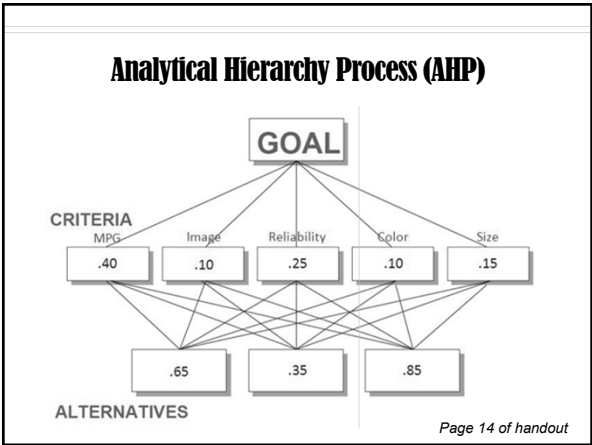 Analytical Hierarchy Process (AHP)
GOAL
CRITERIA
MPG Image Reliability Color Size
.40 .10 .25 .10 .15
.65 .35 .85
ALTERNATIVES
Page 14 of handout